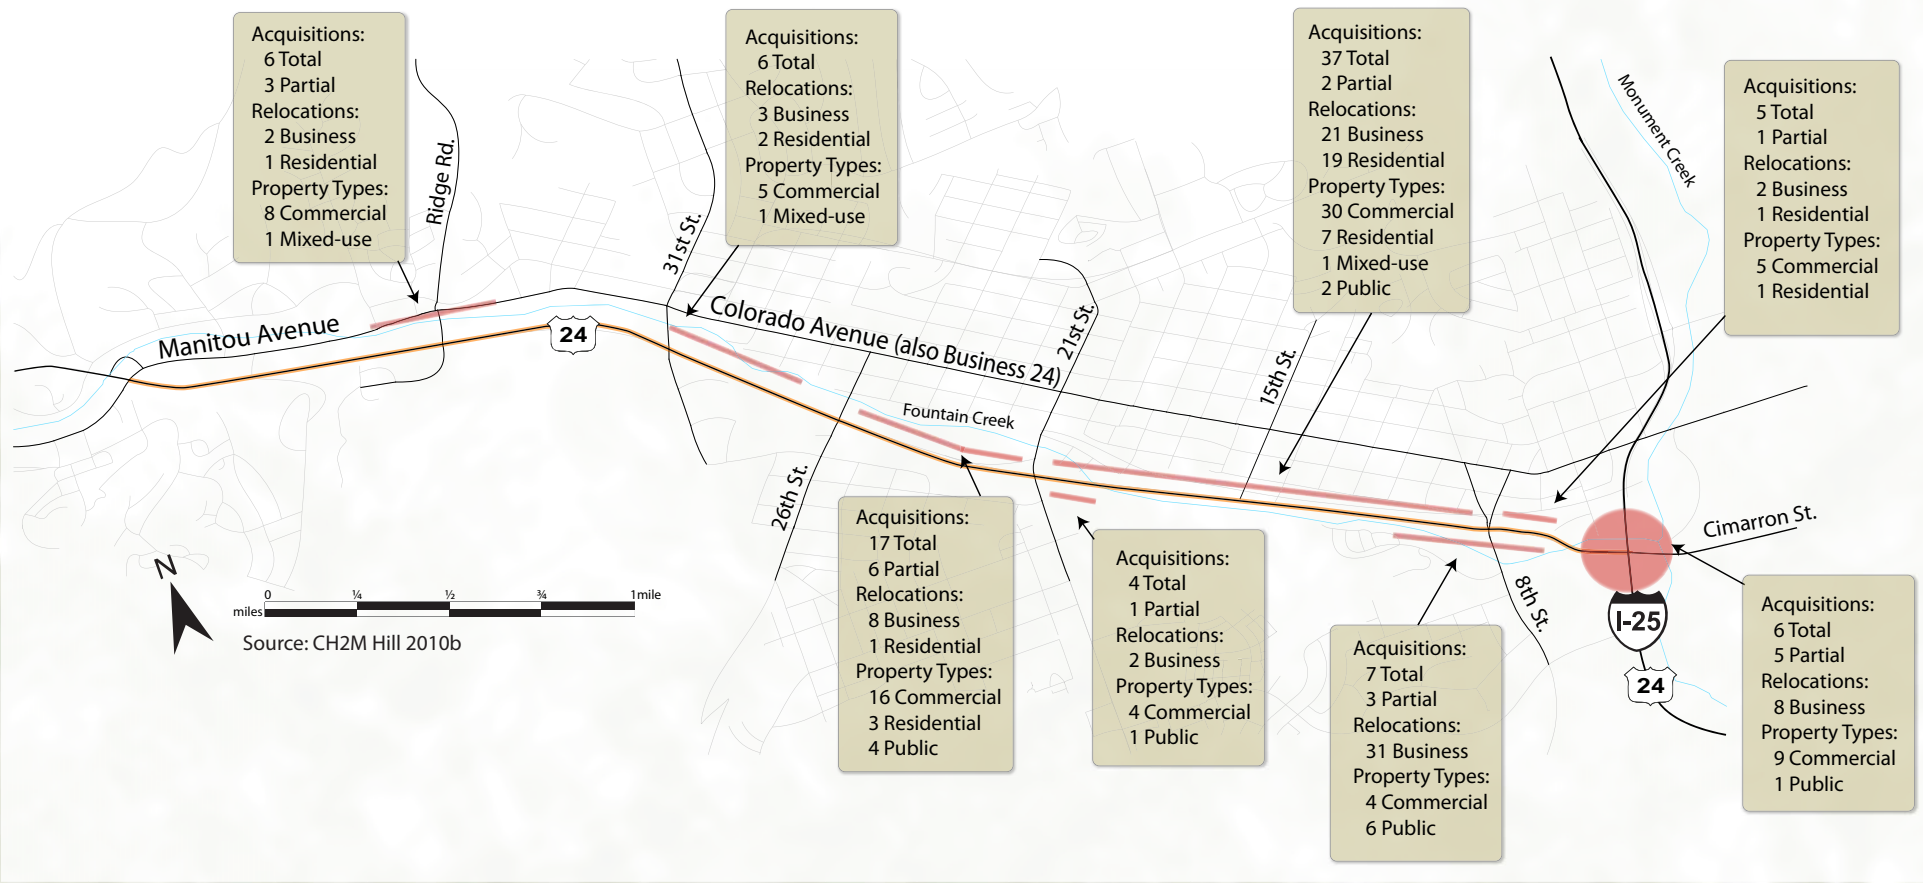 Acquisitions:
6 Total
3 Partial
Relocations:
2 Business
1 Residential
Property Types:
8 Commercial
1 Mixed-use
Acquisitions:
6 Total
Relocations:
3 Business
2 Residential
Property Types:
5 Commercial
1 Mixed-use
Acquisitions:
37 Total
2 Partial
Relocations:
21 Business
19 Residential
Property Types:
30 Commercial
7 Residential
1 Mixed-use
2 Public
Acquisitions:
5 Total
1 Partial
Relocations:
2 Business
1 Residential
Property Types:
5 Commercial
1 Residential
Monument Creek
Ridge Rd.
31st St.
Manitou Avenue
24
Colorado Avenue (also Business 24)
21st St.
15th St.
Fountain Creek
26th St.
Cimarron St.
8th St.
I-25
24
N
0 ¼ ½ ¾ 1mile
miles
Source: CH2M Hill 2010b
Acquisitions:
17 Total
6 Partial
Relocations:
8 Business
1 Residential
Property Types:
16 Commercial
3 Residential
4 Public
Acquisitions:
4 Total
1 Partial
Relocations:
2 Business
Property Types:
4 Commercial
1 Public
Acquisitions:
7 Total
3 Partial
Relocations:
31 Business
Property Types:
4 Commercial
6 Public
Acquisitions:
6 Total
5 Partial
Relocations:
8 Business
Property Types:
9 Commercial
1 Public